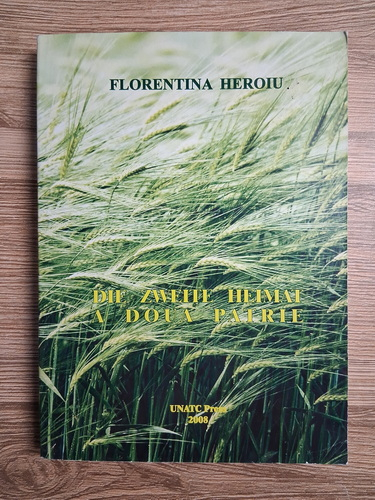 FLORENTINA HEROIU
DIE ZWEITE HEIMAT
A DOUA PATRIE
UNATC Press
2008